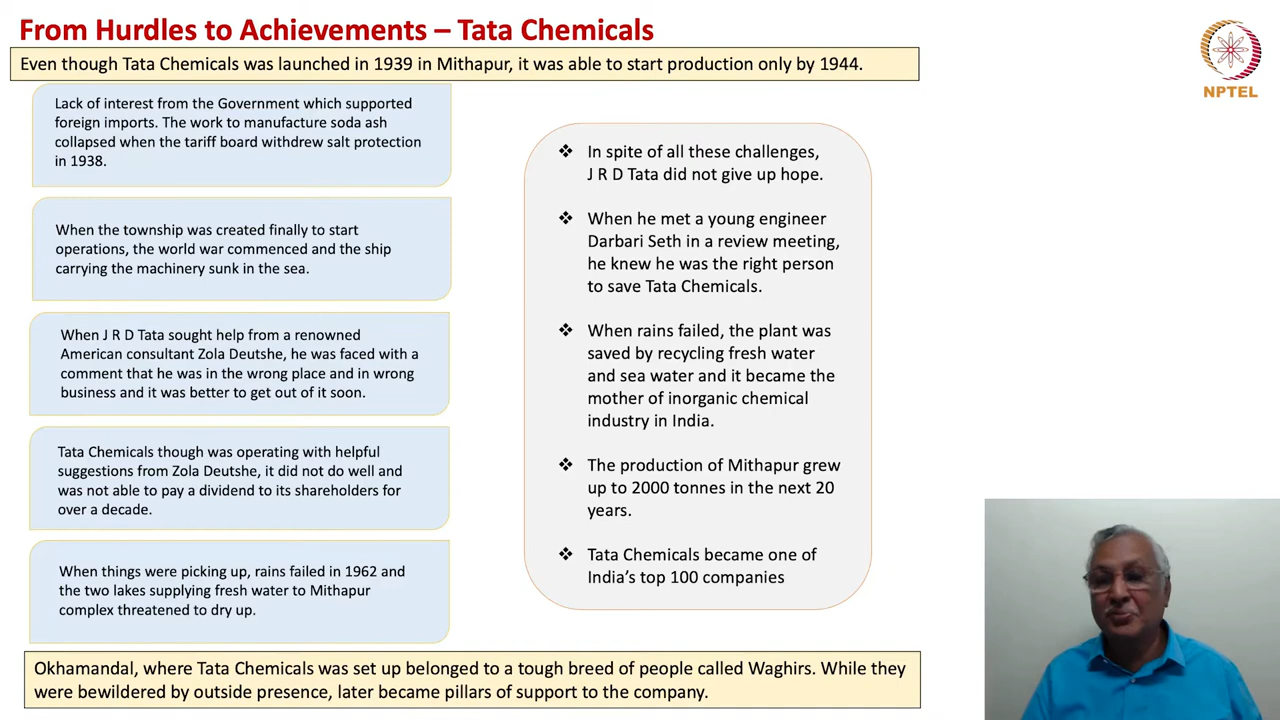 From Hurdles to Achievements – Tata Chemicals
NPTEL
Even though Tata Chemicals was launched in 1939 in Mithapur, it was able to start production only by 1944.
Lack of interest from the Government which supported
foreign imports. The work to manufacture soda ash
collapsed when the tariff board withdrew salt protection
in 1938.
When the township was created finally to start
operations, the world war commenced and the ship
carrying the machinery sunk in the sea.
When J R D Tata sought help from a renowned
American consultant Zola Deutshe, he was faced with a
comment that he was in the wrong place and in wrong
business and it was better to get out of it soon.
Tata Chemicals though was operating with helpful
suggestions from Zola Deutshe, it did not do well and
was not able to pay a dividend to its shareholders for
over a decade.
When things were picking up, rains failed in 1962 and
the two lakes supplying fresh water to Mithapur
complex threatened to dry up.
❖ In spite of all these challenges,
J R D Tata did not give up hope.
❖ When he met a young engineer
Darbari Seth in a review meeting,
he knew he was the right person
to save Tata Chemicals.
❖ When rains failed, the plant was
saved by recycling fresh water
and sea water and it became the
mother of inorganic chemical
industry in India.
❖ The production of Mithapur grew
up to 2000 tonnes in the next 20
years.
❖ Tata Chemicals became one of
India's top 100 companies
Okhamandal, where Tata Chemicals was set up belonged to a tough breed of people called Waghirs. While they
were bewildered by outside presence, later became pillars of support to the company.